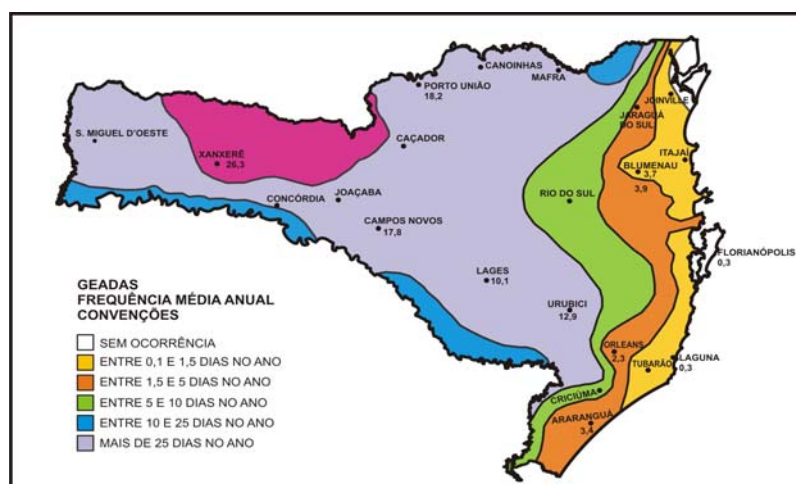 CANOINHAS
MAFRA
PORTO UNIÃO
18,2
JOINVILLE
JARAGUÁ
DO SUL
S. MIGUEL D'OESTE
CAÇADOR
XANXERÊ
26,3
ITAJAÍ
BLUMENAU
3,7
3,9
JOAÇABA
CONCÓRDIA
RIO DO SUL
CAMPOS NOVOS
17,8
FLORIANÓPOLIS
0,3
LAGES
10,1
URUBICI
12,9
ORLEANS
2,3
LAGUNA
0,3
TUBARÃO
CRICIÚMA
ARARANGUÁ
3,4
GEADAS
FREQUÊNCIA MÉDIA ANUAL
CONVENÇÕES
SEM OCORRÊNCIA
ENTRE 0,1 E 1,5 DIAS NO ANO
ENTRE 1,5 E 5 DIAS NO ANO
ENTRE 5 E 10 DIAS NO ANO
ENTRE 10 E 25 DIAS NO ANO
MAIS DE 25 DIAS NO ANO